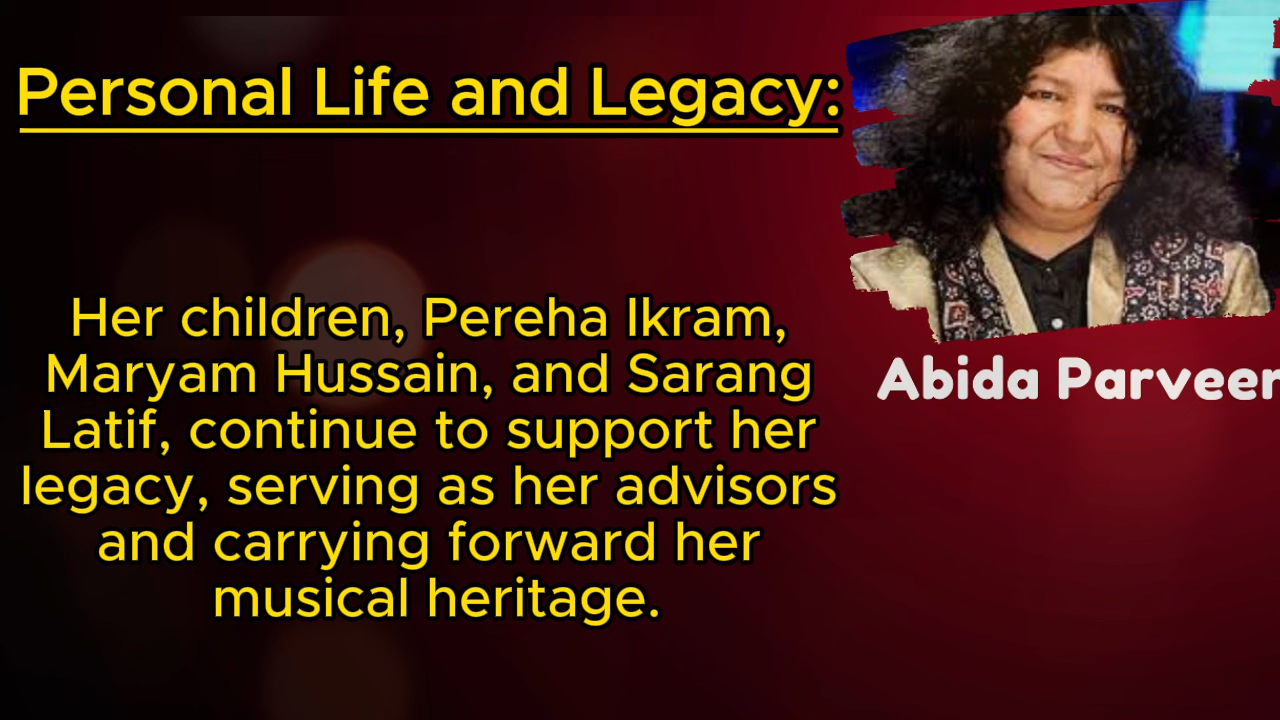 Personal Life and Legacy:
Her children, Pereha Ikram,
Maryam Hussain, and Sarang
Latif, continue to support her
legacy, serving as her advisors
and carrying forward her
musical heritage.
Abida Parveen